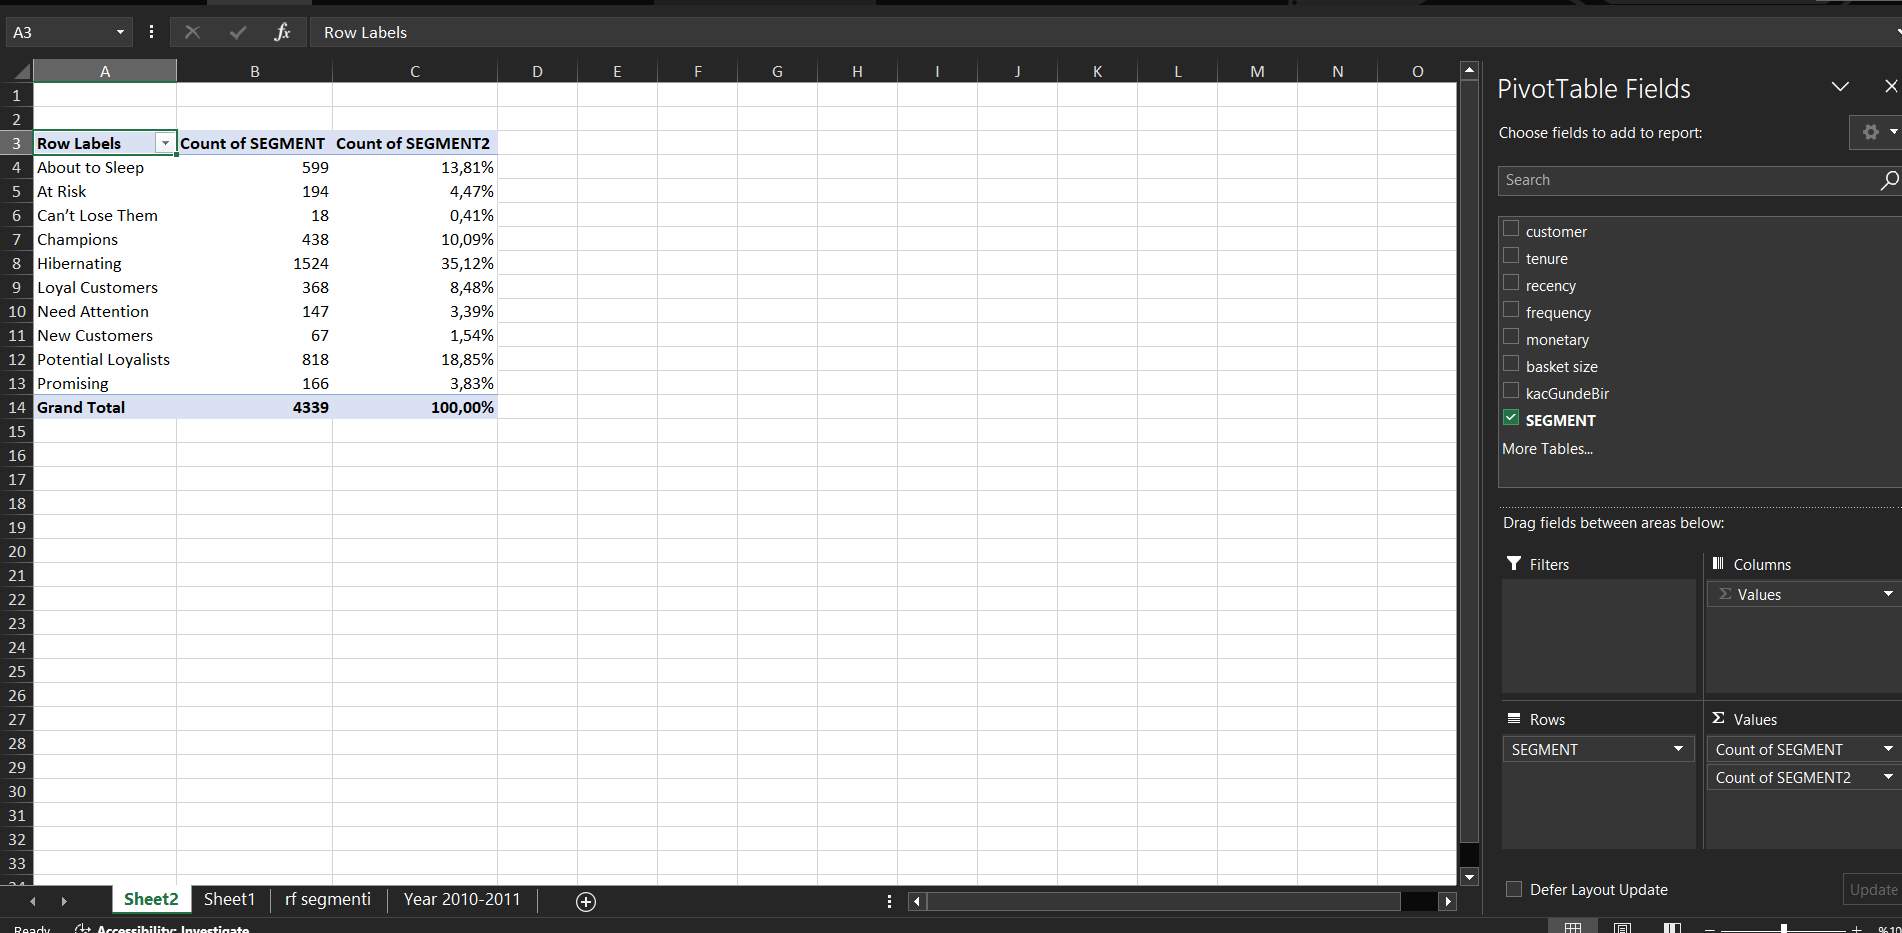 A3
fx
Row Labels
A B C D E F G H I J K L M N O
1
2
3 Row Labels Count of SEGMENT Count of SEGMENT2
4 About to Sleep 599 13,81%
5 At Risk 194 4,47%
6 Can’t Lose Them 18 0,41%
7 Champions 438 10,09%
8 Hibernating 1524 35,12%
9 Loyal Customers 368 8,48%
10 Need Attention 147 3,39%
11 New Customers 67 1,54%
12 Potential Loyalists 818 18,85%
13 Promising 166 3,83%
14 Grand Total 4339 100,00%
15
16
17
18
19
20
21
22
23
24
25
26
27
28
29
30
31
32
33
Sheet2 Sheet1 rf segmenti Year 2010-2011
Ready Accessibility: Investigate
PivotTable Fields
Choose fields to add to report:
Search
customer
tenure
recency
frequency
monetary
basket size
kacGundeBir
SEGMENT
More Tables...
Drag fields between areas below:
Filters
Columns
Σ Values
Rows
SEGMENT
Σ Values
Count of SEGMENT
Count of SEGMENT2
Defer Layout Update
Update